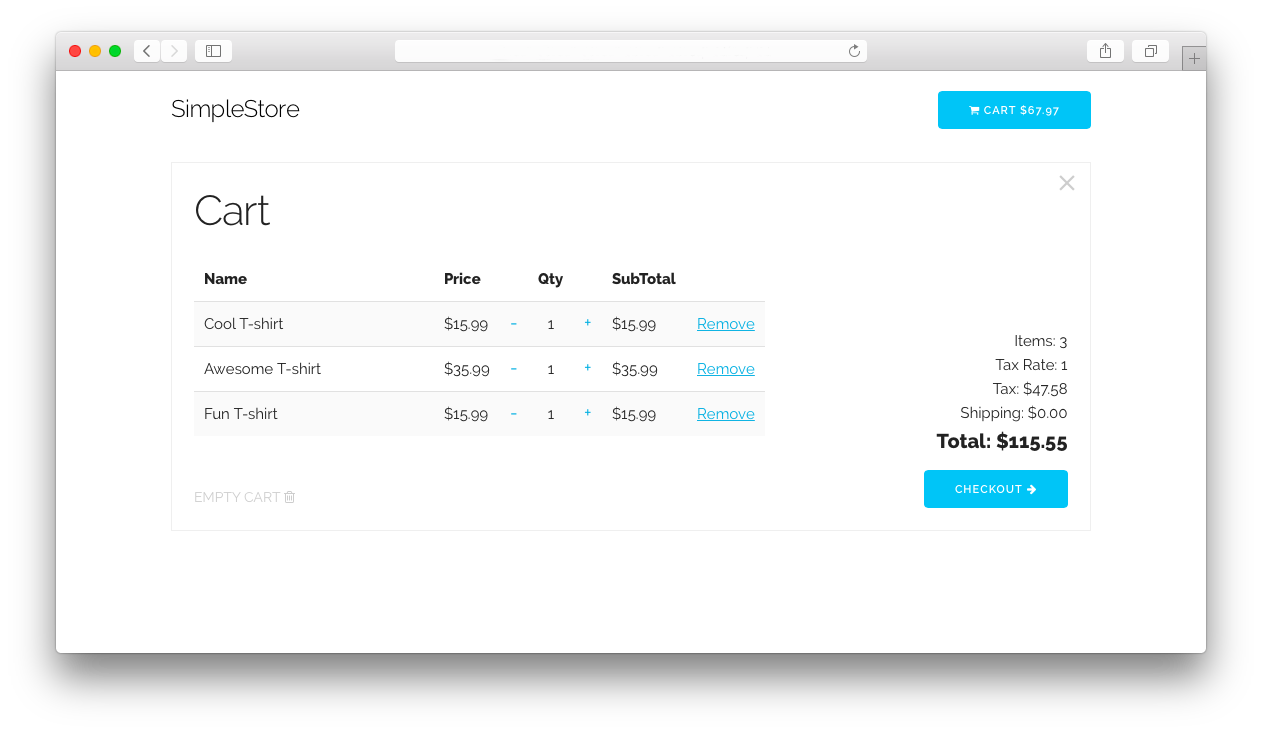 SimpleStore
CART $67.97
Cart
Name Price Qty SubTotal
Cool T-shirt $15.99 - 1 + $15.99 Remove
Awesome T-shirt $35.99 - 1 + $35.99 Remove
Fun T-shirt $15.99 - 1 + $15.99 Remove
Items: 3
Tax Rate: 1
Tax: $47.58
Shipping: $0.00
Total: $115.55
EMPTY CART
CHECKOUT